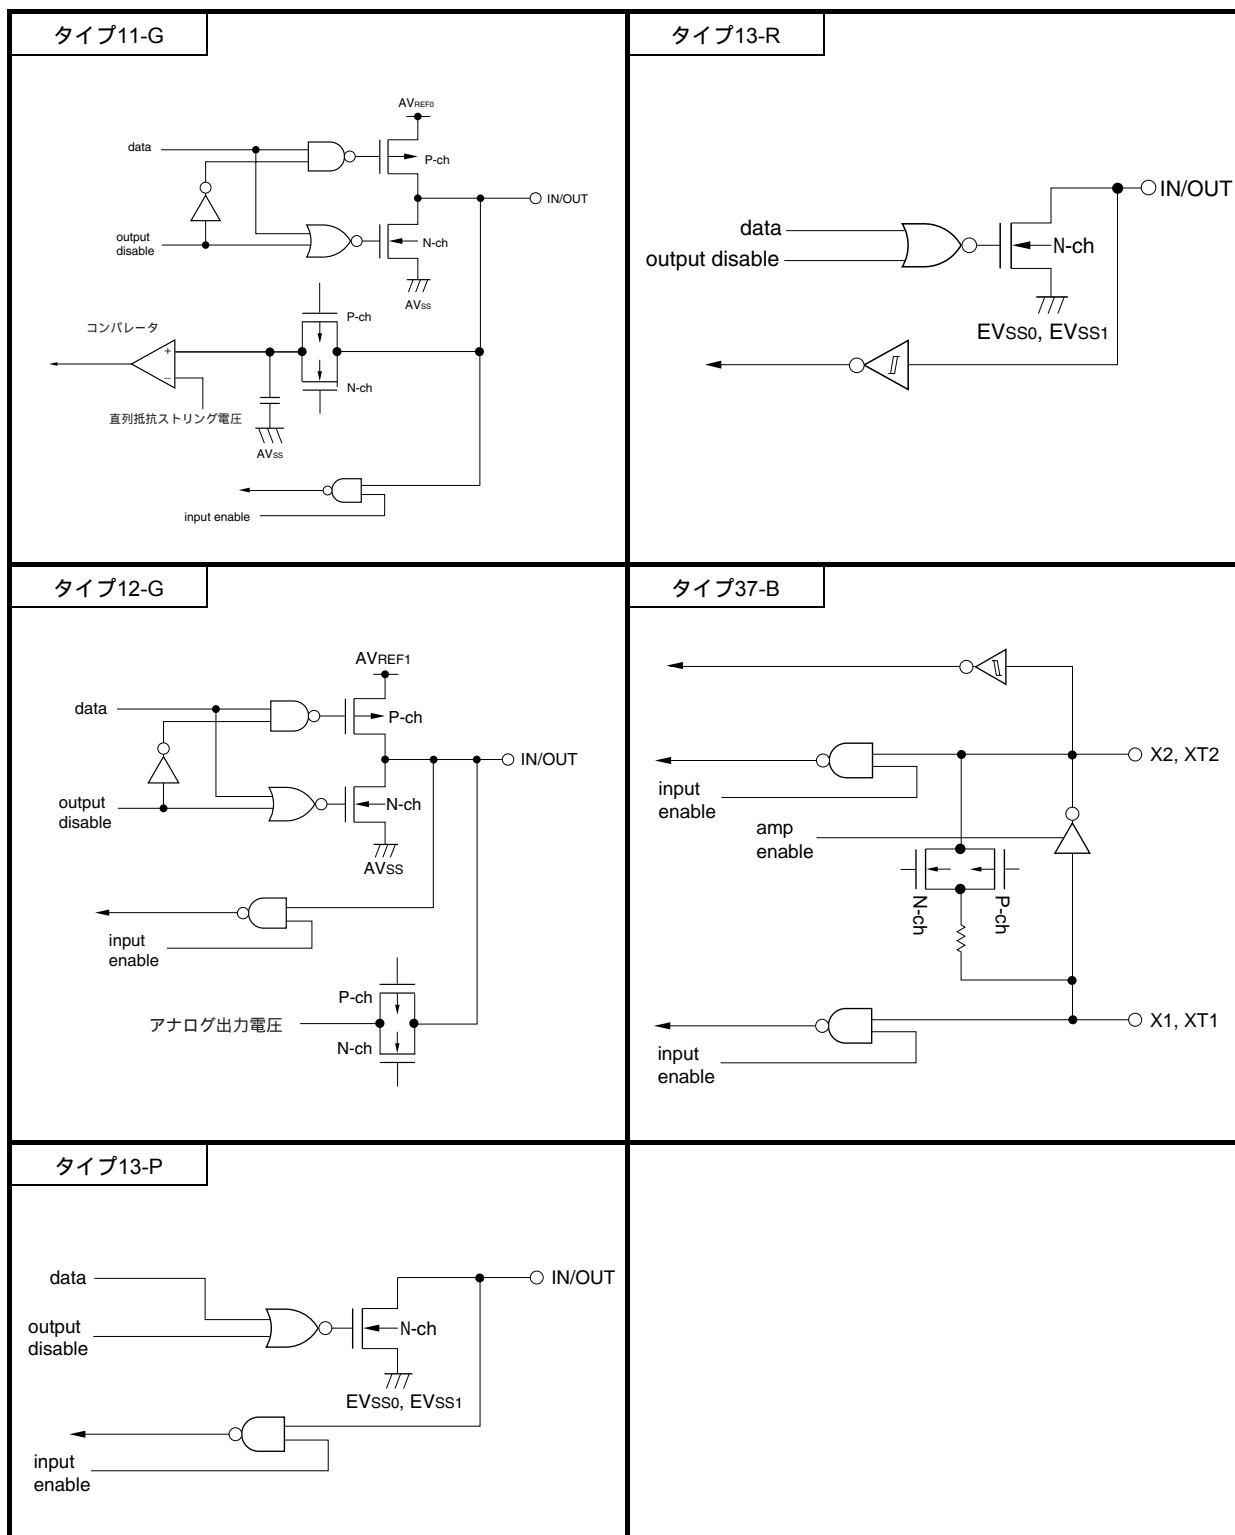 タイプ11-G
AVREF0
data
P-ch
IN/OUT
output
disable
N-ch
AVSS
コンパレータ
P-ch
+
−
N-ch
直列抵抗ストリング電圧
AVSS
input enable
タイプ13-R
IN/OUT
data
N-ch
output disable
EVSS0, EVSS1
タイプ12-G
AVREF1
data
P-ch
IN/OUT
output
disable
N-ch
AVSS
input
enable
P-ch
アナログ出力電圧
N-ch
タイプ37-B
X2, XT2
input
enable
amp
enable
N-ch
P-ch
X1, XT1
input
enable
タイプ13-P
data
IN/OUT
output
disable
N-ch
EVSS0, EVSS1
input
enable